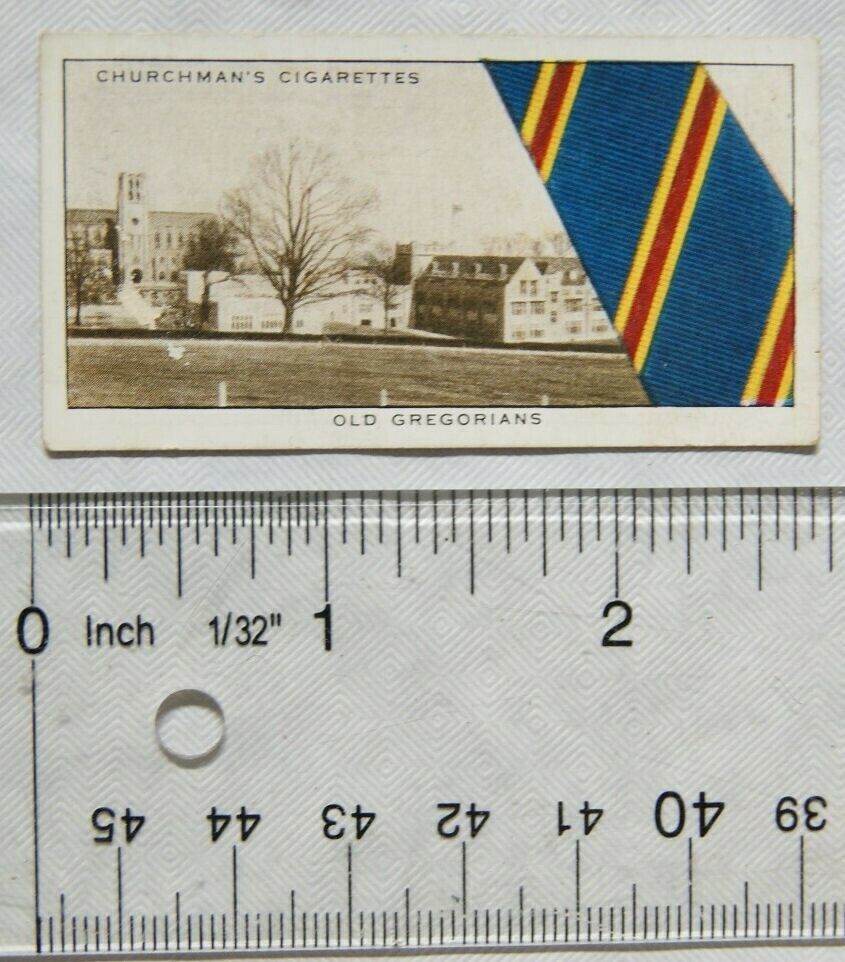 CHURCHMAN'S CIGARETTES
OLD GREGORIANS
0 Inch 1/32" 1 2
45 44 43 42 41 40 39